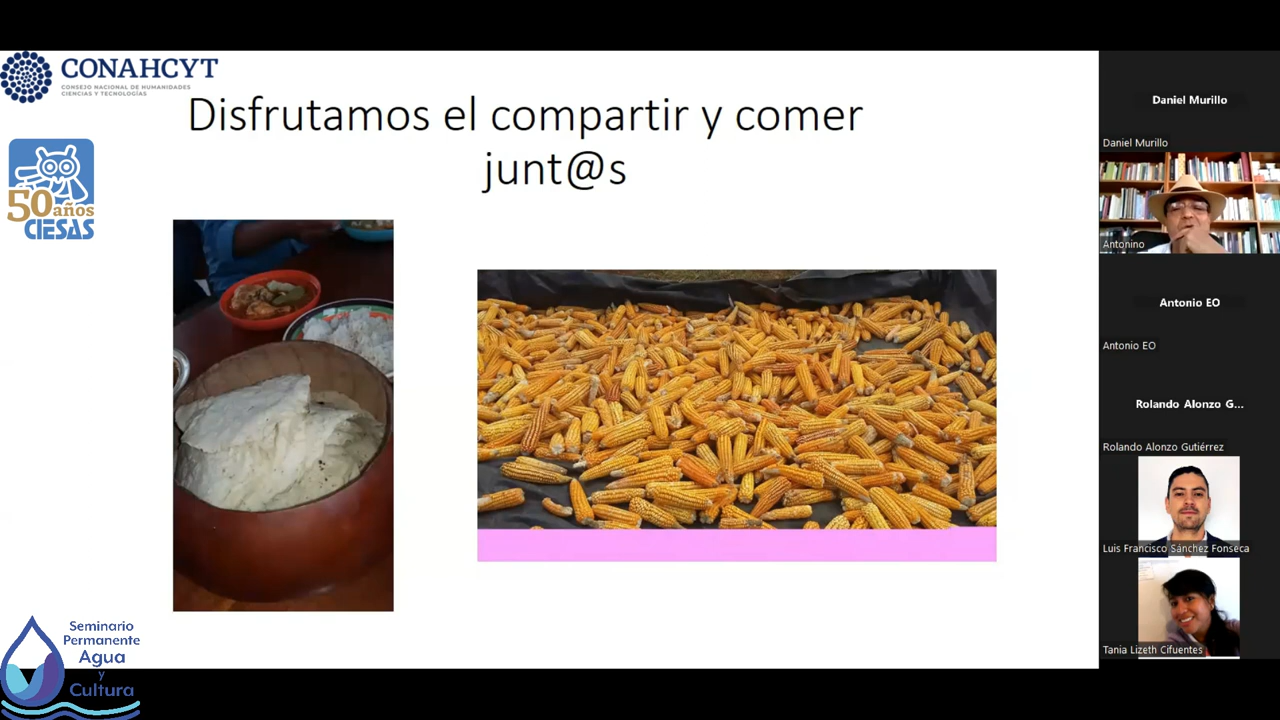 CONAHCYT
CONSEJO NACIONAL DE HUMANIDADES
CIENCIAS Y TECNOLOGÍAS
Disfrutamos el compartir y comer
junt@s
50 años
CIESAS
Seminario
Permanente
Agua
y
Cultura
Daniel Murillo
Daniel Murillo
Antonino
Antonio EO
Antonio EO
Rolando Alonzo G...
Rolando Alonzo Gutiérrez
Luis Francisco Sánchez Fonseca
Tania Lizeth Cifuentes